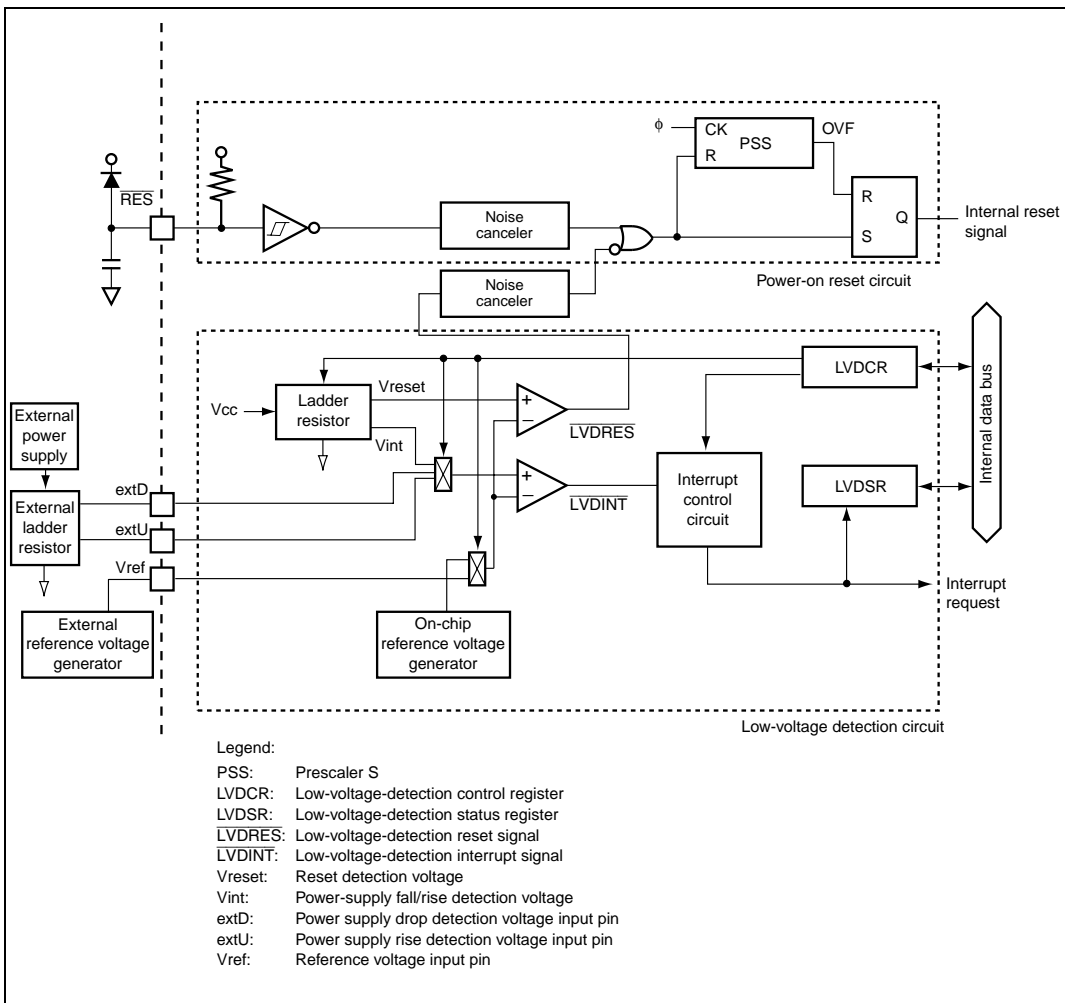 φ
CK
PSS
R
OVF
RES
R
Q
S
Internal reset
signal
Noise
canceler
Noise
canceler
Power-on reset circuit
Vcc
Ladder
resistor
Vreset
Vint
+
−
LVDRES
+
−
LVDINT
LVDCR
Interrupt
control
circuit
LVDSR
Internal data bus
Interrupt
request
External
power
supply
External
ladder
resistor
extD
extU
Vref
External
reference voltage
generator
On-chip
reference voltage
generator
Low-voltage detection circuit
Legend:
PSS: Prescaler S
LVDCR: Low-voltage-detection control register
LVDSR: Low-voltage-detection status register
LVDRES: Low-voltage-detection reset signal
LVDINT: Low-voltage-detection interrupt signal
Vreset: Reset detection voltage
Vint: Power-supply fall/rise detection voltage
extD: Power supply drop detection voltage input pin
extU: Power supply rise detection voltage input pin
Vref: Reference voltage input pin